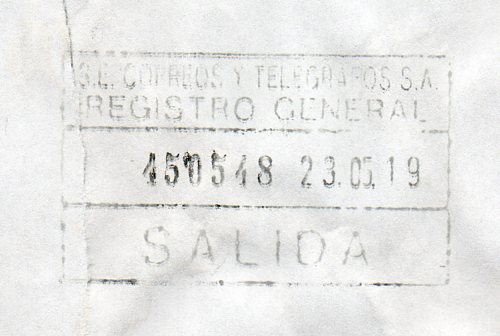 S.E. CORREOS Y TELEGRAFOS S.A.
REGISTRO GENERAL
450548 23.05.19
SALIDA